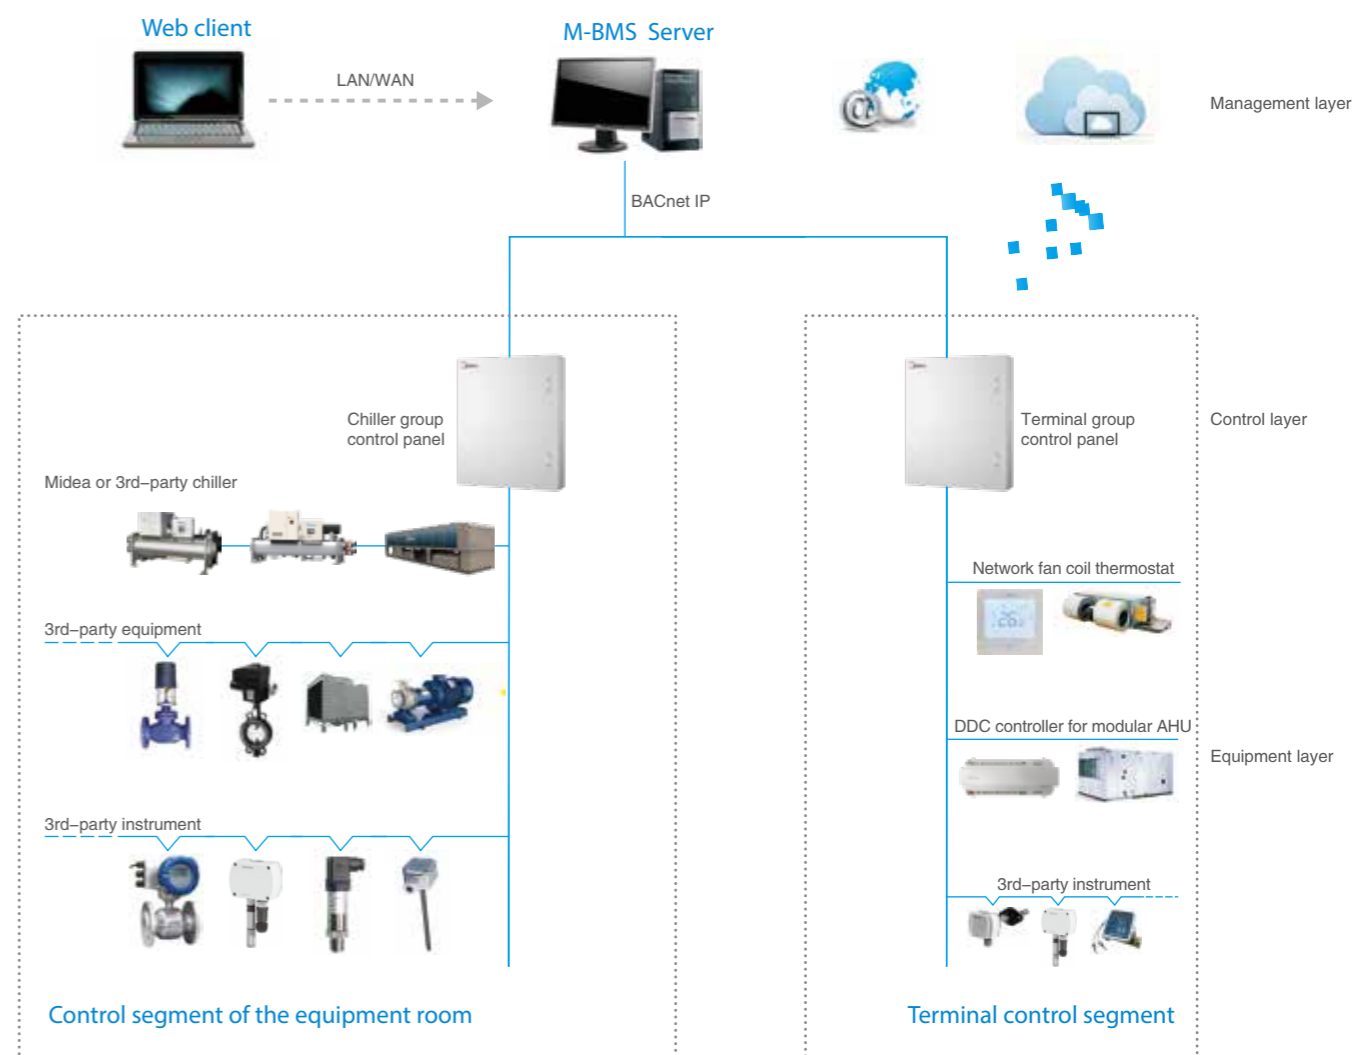 Web client
M-BMS Server
LAN/WAN
Management layer
BACnet IP
Chiller group
control panel
Terminal group
control panel
Control layer
Midea or 3rd–party chiller
Network fan coil thermostat
3rd–party equipment
DDC controller for modular AHU
Equipment layer
3rd–party instrument
3rd–party instrument
Control segment of the equipment room
Terminal control segment